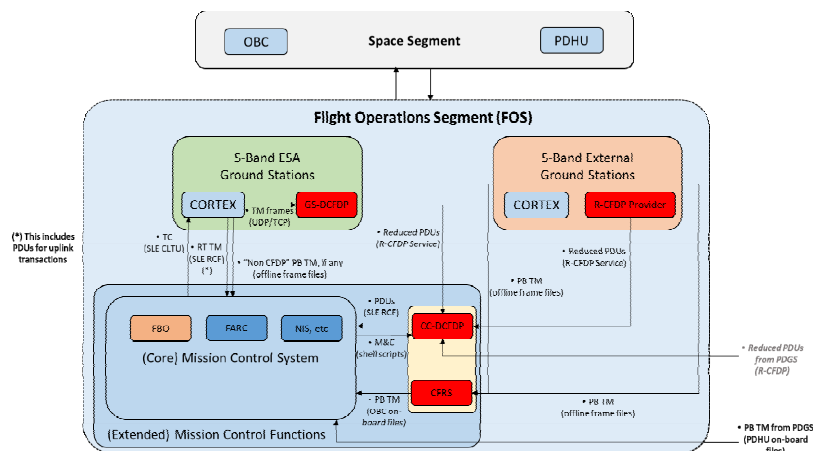 OBC
Space Segment
PDHU
Flight Operations Segment (FOS)
S-Band ESA
Ground Stations
CORTEX
GS-DCFDP
• TM frames
(UDP/TCP)
S-Band External
Ground Stations
CORTEX
R-CFDP Provider
(*) This includes
PDUs for uplink
transactions
• TC
(SLE CLTU)
• RT TM
(SLE RCF)
(*)
• "Non CFDP" PB TM, if any
(offline frame files)
• Reduced PDUs
(R-CFDP Service)
• Reduced PDUs
(R-CFDP Service)
• PB TM
(offline frame files)
FBO
FARC
NIS, etc
(Core) Mission Control System
• PDUs
(SLE RCF)
• M&C
(shell scripts)
CC-DCFDP
CFRS
• PB TM
(OBC on-
board files)
• PB TM
(offline frame files)
(Extended) Mission Control Functions
• Reduced PDUs
from PDGS
(R-CFDP)
• PB TM from PDGS
(PDHU on-board
files)